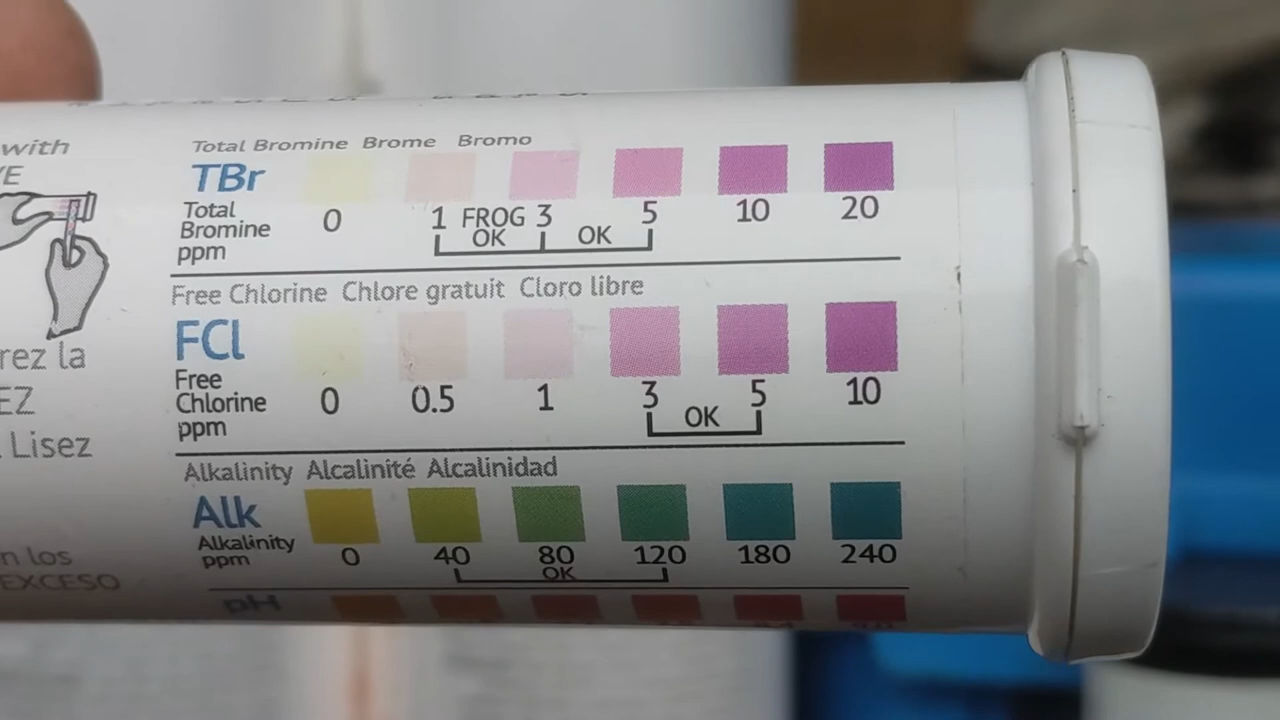 with
VE
rez la
EZ
. Lisez
n los
EXCESO
Total Bromine Brome Bromo
TBr
Total
Bromine
ppm
0 1 FROG 3 5 10 20
OK OK
Free Chlorine Chlore gratuit Cloro libre
FCl
Free
Chlorine
ppm
0 0.5 1 3 5 10
OK
Alkalinity Alcalinité Alcalinidad
Alk
Alkalinity
ppm
0 40 80 120 180 240
OK
pH